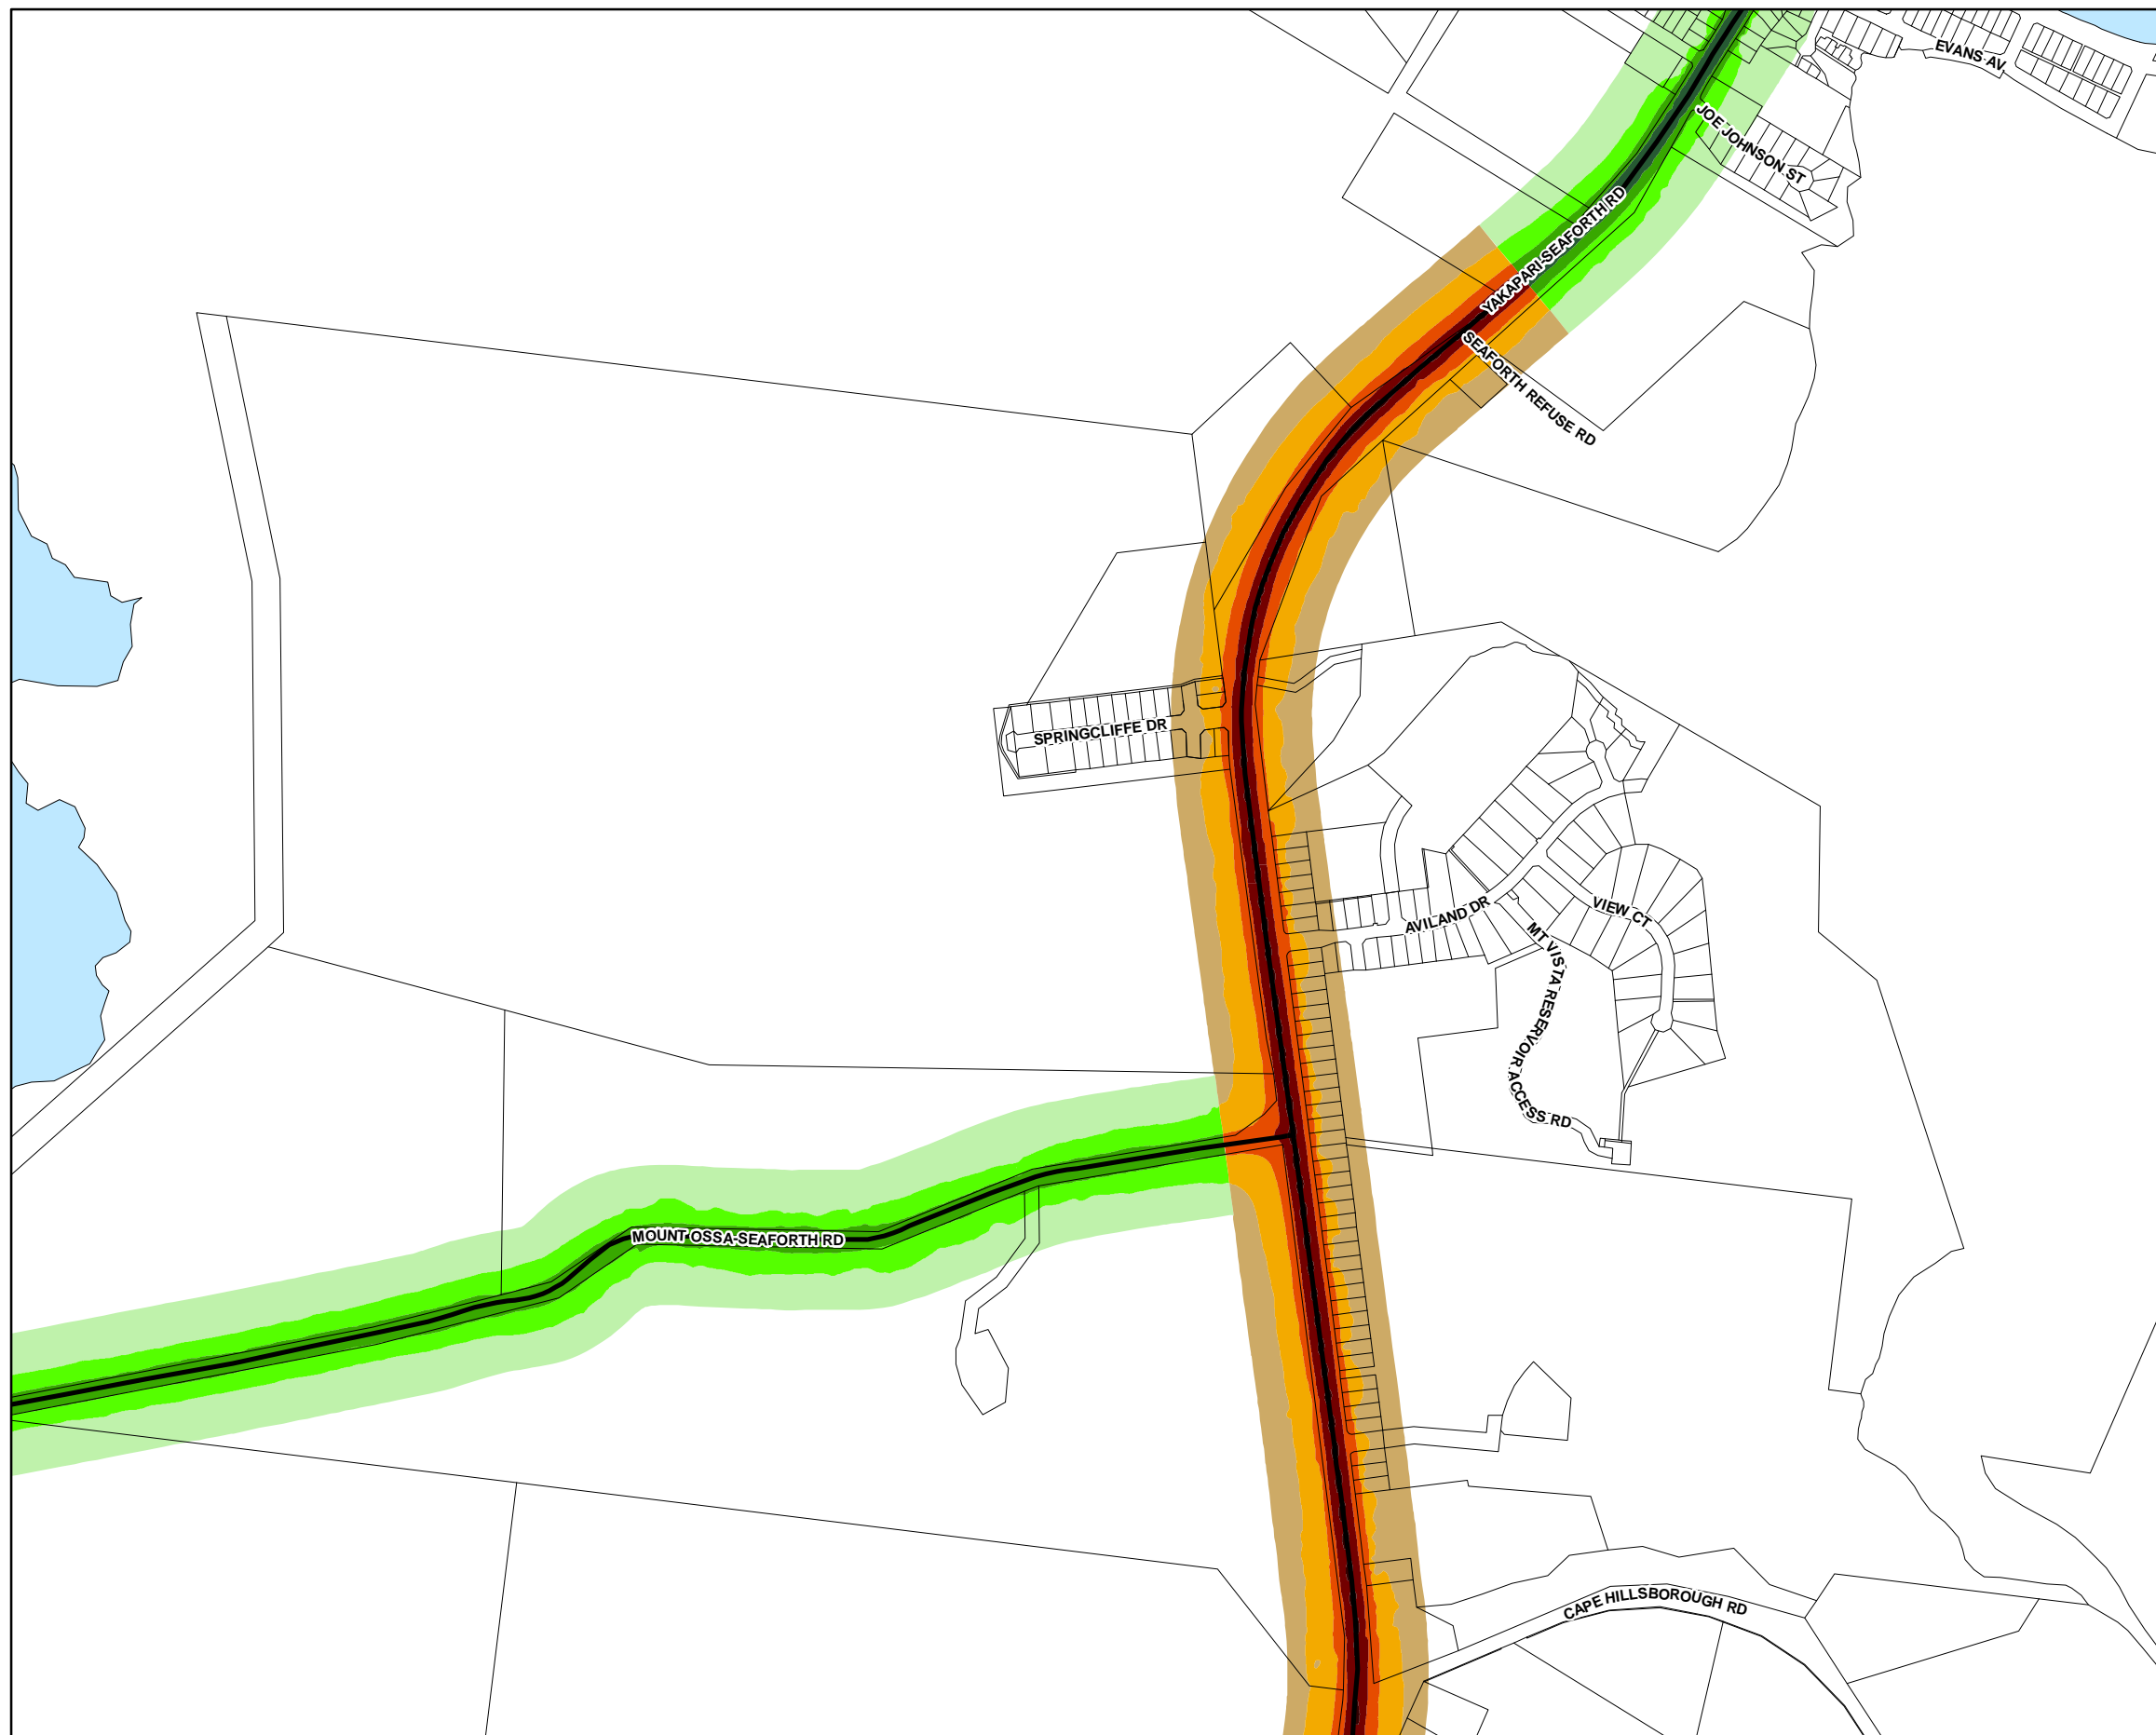 EVANS AV
JOE JOHNSON ST
YAKAPARI-SEAFORTH RD
SEAFORTH REFUSE RD
SPRINGCLIFFE DR
AVILAND DR
VIEW CT
MT VISTA RESERVOIR ACCESS RD
MOUNT OSSA-SEAFORTH RD
CAPE HILLSBOROUGH RD